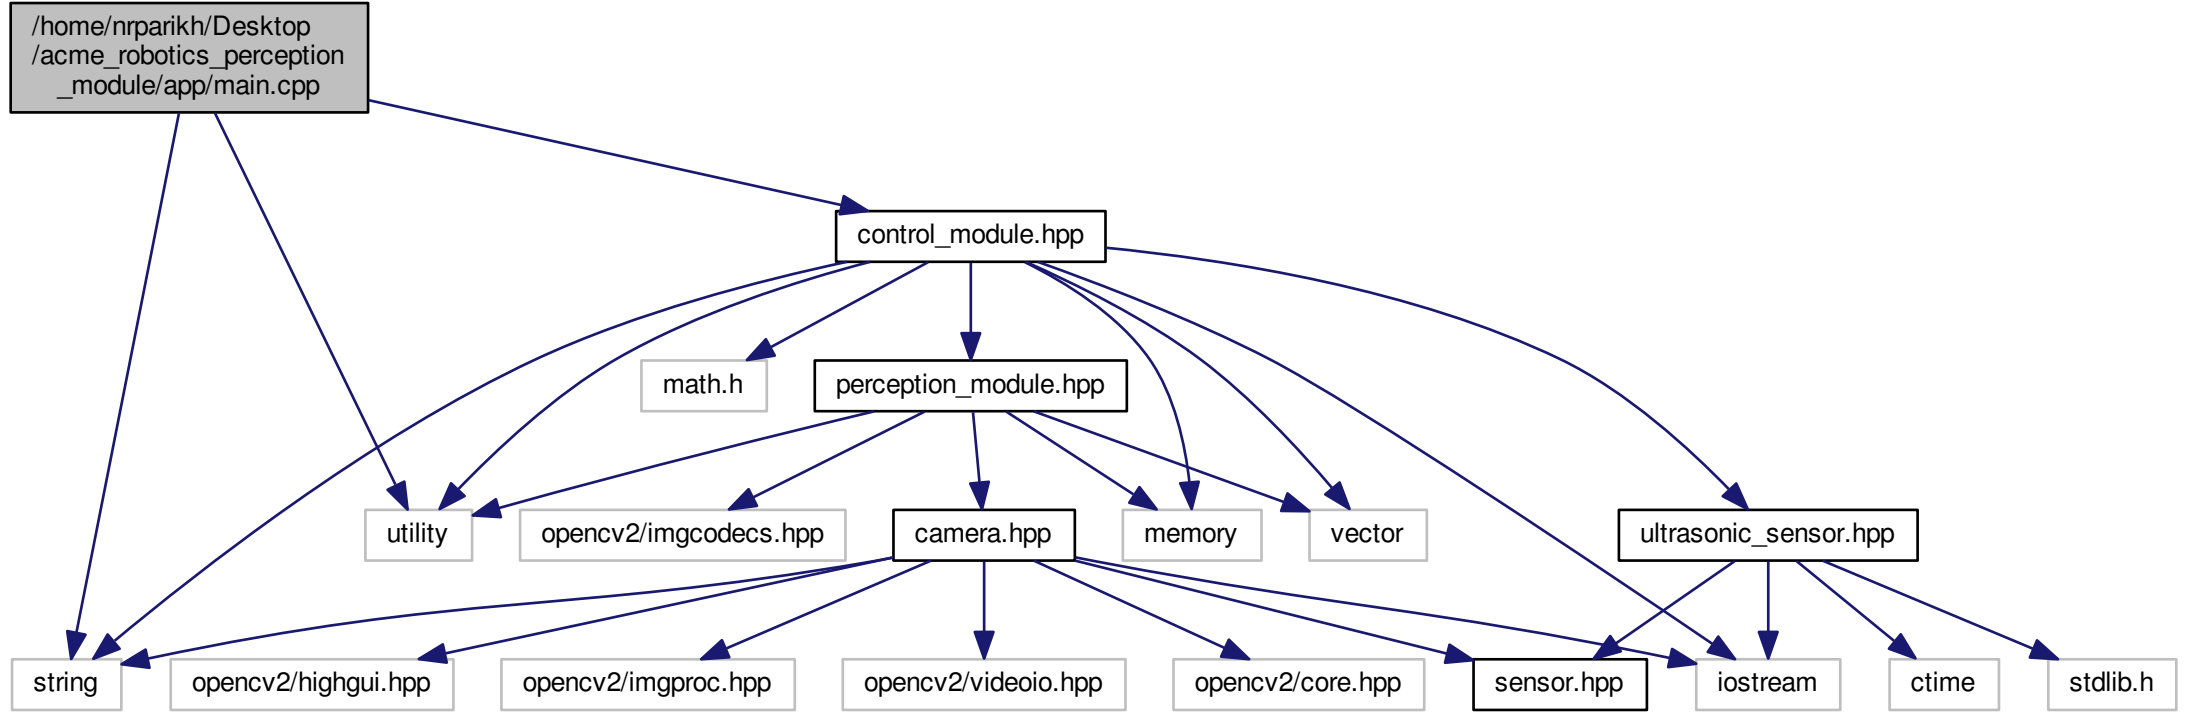 /home/nrparikh/Desktop
/acme_robotics_perception
_module/app/main.cpp
control_module.hpp
math.h
perception_module.hpp
utility
opencv2/imgcodecs.hpp
camera.hpp
memory
vector
ultrasonic_sensor.hpp
string
opencv2/highgui.hpp
opencv2/imgproc.hpp
opencv2/videoio.hpp
opencv2/core.hpp
sensor.hpp
iostream
ctime
stdlib.h